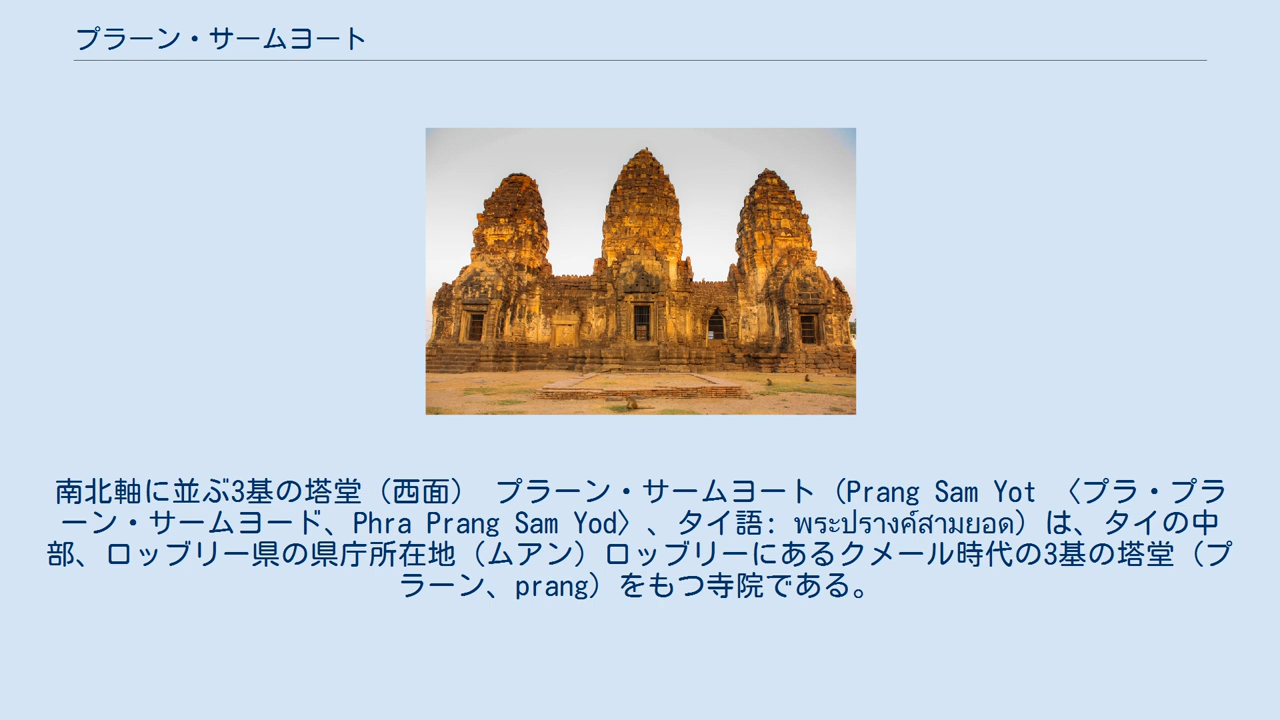 プラーン・サームヨート
南北軸に並ぶ3基の塔堂（西面） プラーン・サームヨート（Prang Sam Yot 〈プラ・プラ
ーン・サームヨード、Phra Prang Sam Yod〉、タイ語: พระปรางค์สามยอด）は、タイの中
部、ロッブリー県の県庁所在地（ムアン）ロッブリーにあるクメール時代の3基の塔堂（プ
ラーン、prang）をもつ寺院である。